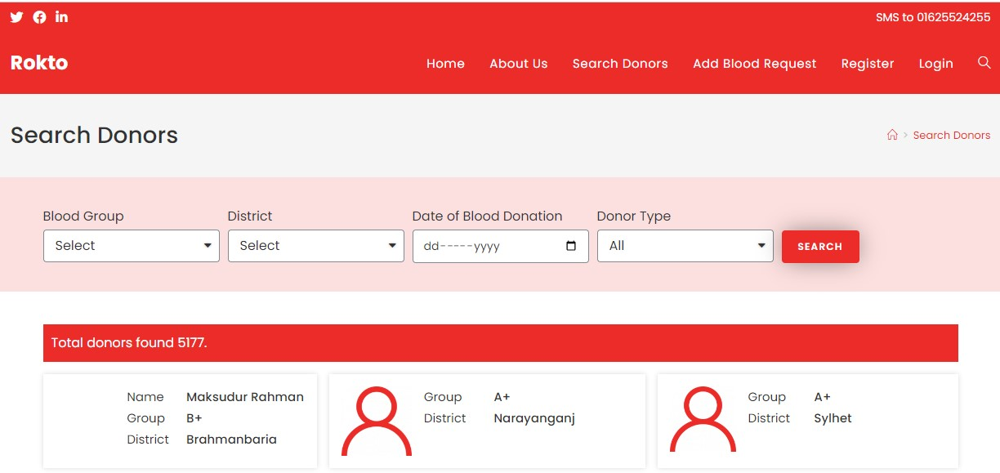 SMS to 01625524255
Rokto
Home About Us Search Donors Add Blood Request Register Login
Search Donors
> Search Donors
Blood Group District Date of Blood Donation Donor Type
Select Select dd-----yyyy All SEARCH
Total donors found 5177.
Name Maksudur Rahman
Group B+
District Brahmanbaria
Group A+
District Narayanganj
Group A+
District Sylhet